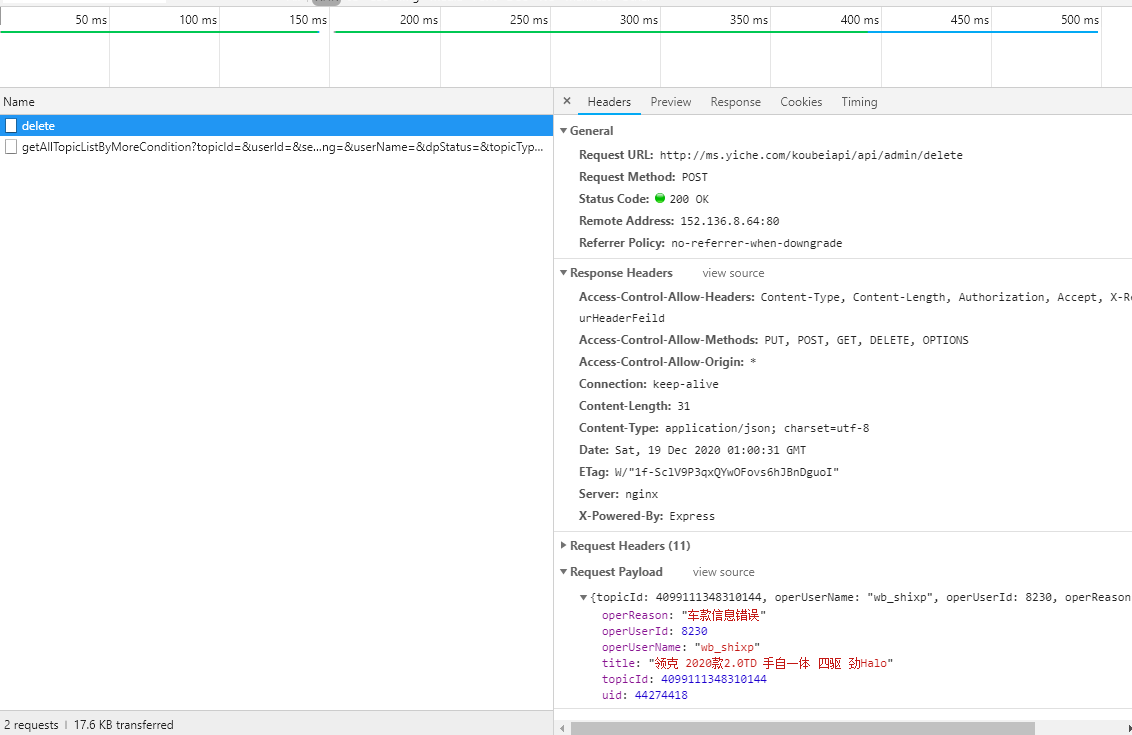 50 ms 100 ms 150 ms 200 ms 250 ms 300 ms 350 ms 400 ms 450 ms 500 ms
Name
delete
getAllTopicListByMoreCondition?topicId=&userId=&se...ng=&userName=&dpStatus=&topicTyp...
2 requests | 17.6 KB transferred
× Headers Preview Response Cookies Timing
General
Request URL: http://ms.yiche.com/koubeiapi/api/admin/delete
Request Method: POST
Status Code: 200 OK
Remote Address: 152.136.8.64:80
Referrer Policy: no-referrer-when-downgrade
Response Headers view source
Access-Control-Allow-Headers: Content-Type, Content-Length, Authorization, Accept, X-Re
urHeaderFeild
Access-Control-Allow-Methods: PUT, POST, GET, DELETE, OPTIONS
Access-Control-Allow-Origin: *
Connection: keep-alive
Content-Length: 31
Content-Type: application/json; charset=utf-8
Date: Sat, 19 Dec 2020 01:00:31 GMT
ETag: W/"1f-SclV9P3qxQYwOFovs6hJBnDguoI"
Server: nginx
X-Powered-By: Express
Request Headers (11)
Request Payload view source
{topicId: 4099111348310144, operUserName: "wb_shixp", operUserId: 8230, operReason
operReason: "车款信息错误"
operUserId: 8230
operUserName: "wb_shixp"
title: "领克 2020款2.0TD 手自一体 四驱 劲Halo"
topicId: 4099111348310144
uid: 44274418